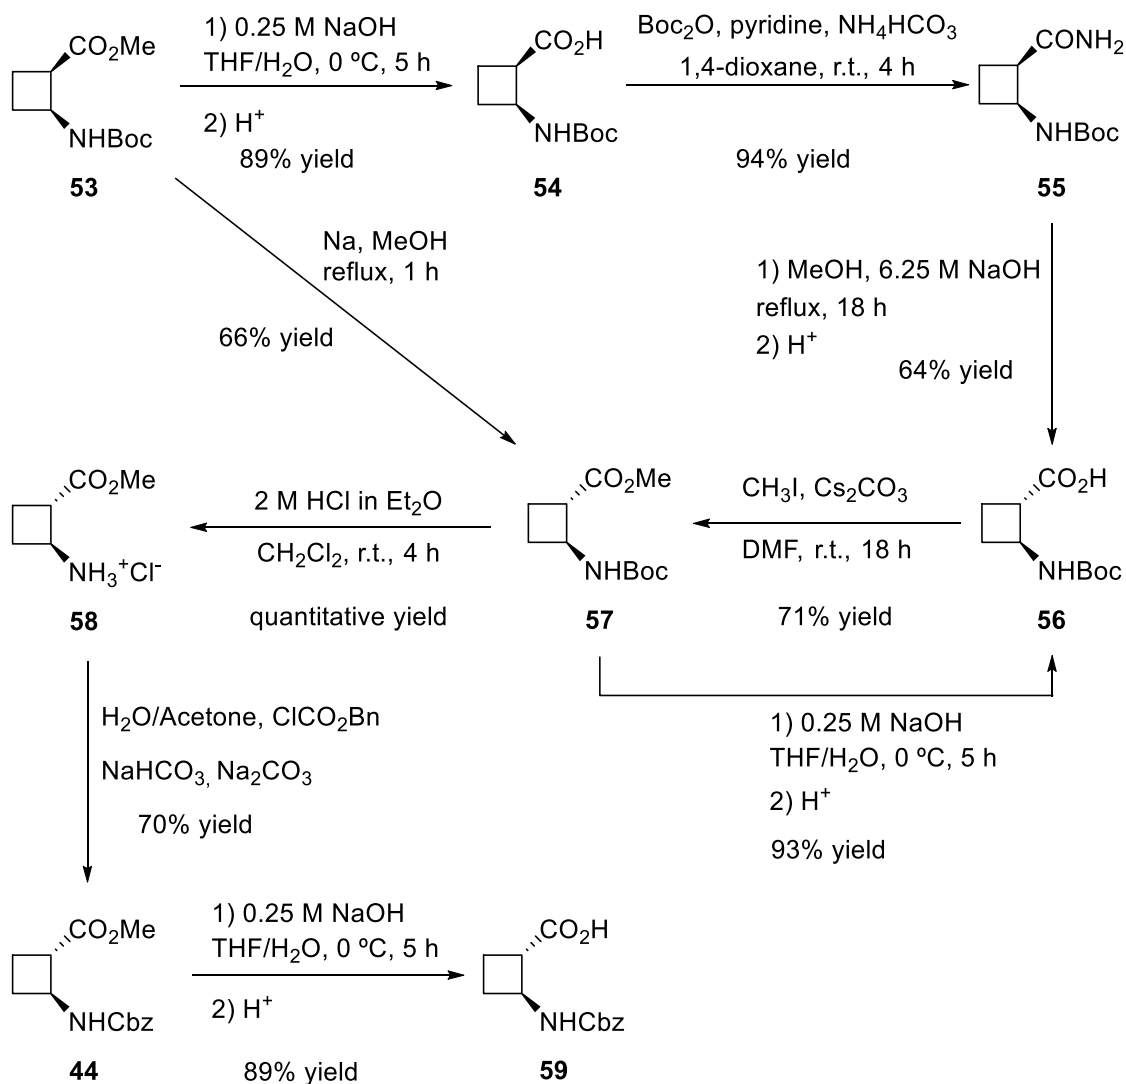 CO₂Me
NHBoc
53
1) 0.25 M NaOH
THF/H₂O, 0 ºC, 5 h
2) H⁺
89% yield
CO₂H
NHBoc
54
Boc₂O, pyridine, NH₄HCO₃
1,4-dioxane, r.t., 4 h
94% yield
CONH₂
NHBoc
55
Na, MeOH
reflux, 1 h
66% yield
1) MeOH, 6.25 M NaOH
reflux, 18 h
2) H⁺
64% yield
CO₂Me
NH₃⁺Cl⁻
58
2 M HCl in Et₂O
CH₂Cl₂, r.t., 4 h
quantitative yield
CO₂Me
NHBoc
57
CH₃I, Cs₂CO₃
DMF, r.t., 18 h
71% yield
CO₂H
NHBoc
56
1) 0.25 M NaOH
THF/H₂O, 0 ºC, 5 h
2) H⁺
93% yield
H₂O/Acetone, ClCO₂Bn
NaHCO₃, Na₂CO₃
70% yield
CO₂Me
NHCbz
44
1) 0.25 M NaOH
THF/H₂O, 0 ºC, 5 h
2) H⁺
89% yield
CO₂H
NHCbz
59